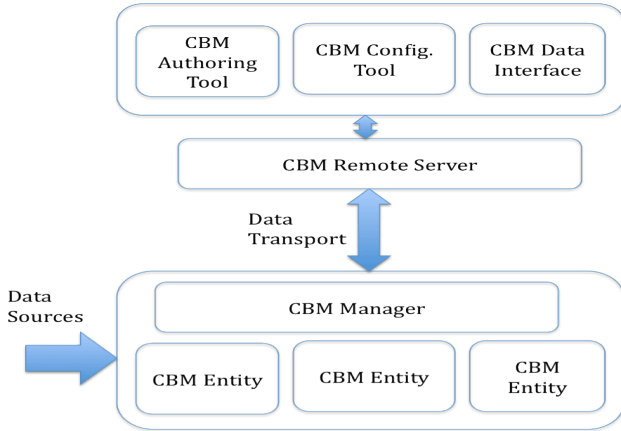 CBM
Authoring
Tool
CBM Config.
Tool
CBM Data
Interface
CBM Remote Server
Data
Transport
Data
Sources
CBM Manager
CBM Entity
CBM Entity
CBM
Entity